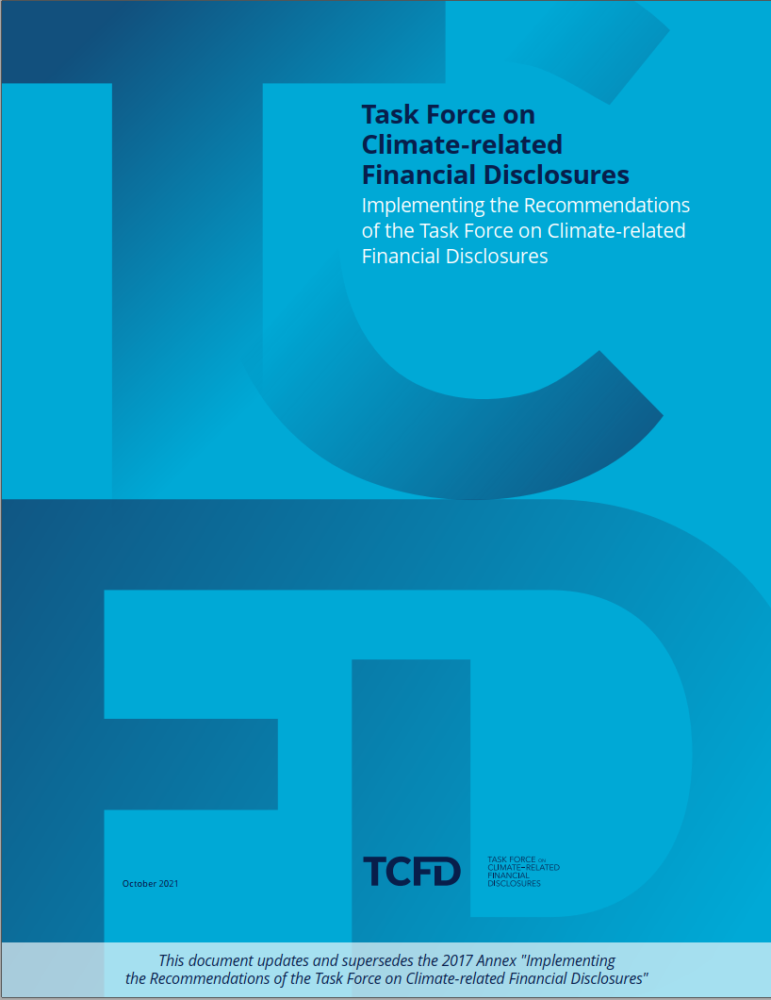 Task Force on
Climate-related
Financial Disclosures
Implementing the Recommendations
of the Task Force on Climate-related
Financial Disclosures
October 2021
TCFD
TASK FORCE ON
CLIMATE-RELATED
FINANCIAL
DISCLOSURES
This document updates and supersedes the 2017 Annex "Implementing
the Recommendations of the Task Force on Climate-related Financial Disclosures"